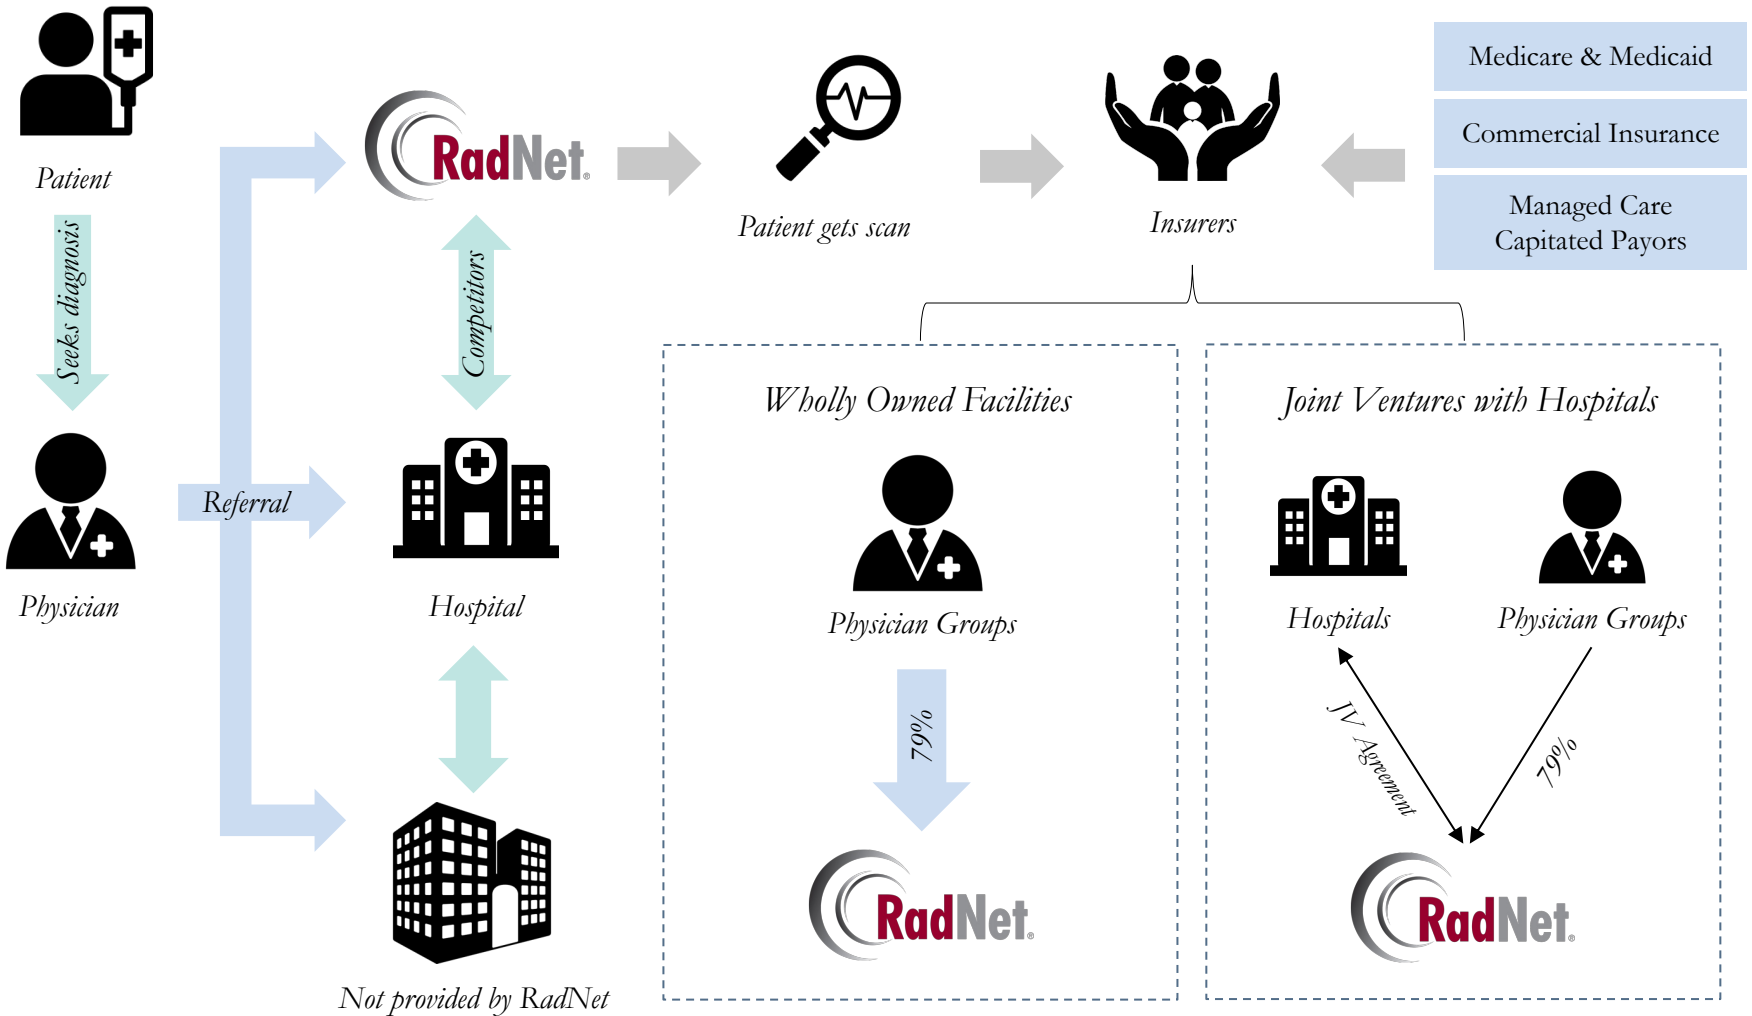 Patient
Seeks diagnosis
Physician
Referral
RadNet®
Competitors
Hospital
Not provided by RadNet
Patient gets scan
Insurers
Medicare & Medicaid
Commercial Insurance
Managed Care
Capitated Payors
Wholly Owned Facilities
Physician Groups
79%
RadNet®
Joint Ventures with Hospitals
Hospitals
Physician Groups
JV Agreement
79%
RadNet®